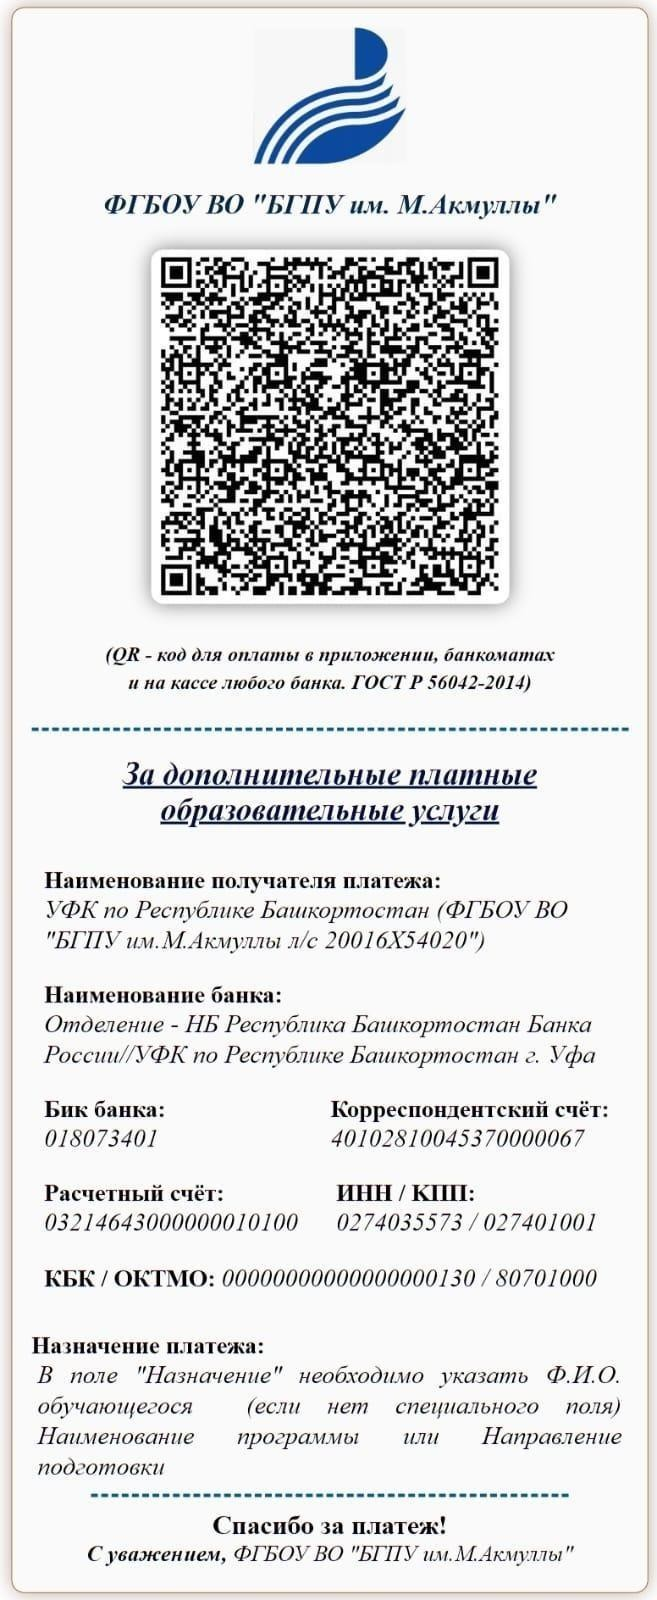 ФГБОУ ВО "БГПУ им. М.Акмуллы"
(QR - код для оплаты в приложении, банкоматах
и на кассе любого банка. ГОСТ Р 56042-2014)
За дополнительные платные
образовательные услуги
Наименование получателя платежа:
УФК по Республике Башкортостан (ФГБОУ ВО
"БГПУ им.М.Акмуллы л/с 20016Х54020")
Наименование банка:
Отделение - НБ Республика Башкортостан Банка
России//УФК по Республике Башкортостан г. Уфа
Бик банка: Корреспондентский счёт:
018073401 40102810045370000067
Расчетный счёт: ИНН / КПП:
03214643000000010100 0274035573 / 027401001
КБК / ОКТМО: 00000000000000000130 / 80701000
Назначение платежа:
В поле "Назначение" необходимо указать Ф.И.О.
обучающегося (если нет специального поля)
Наименование программы или Направление
подготовки
Спасибо за платеж!
С уважением, ФГБОУ ВО "БГПУ им.М.Акмуллы"